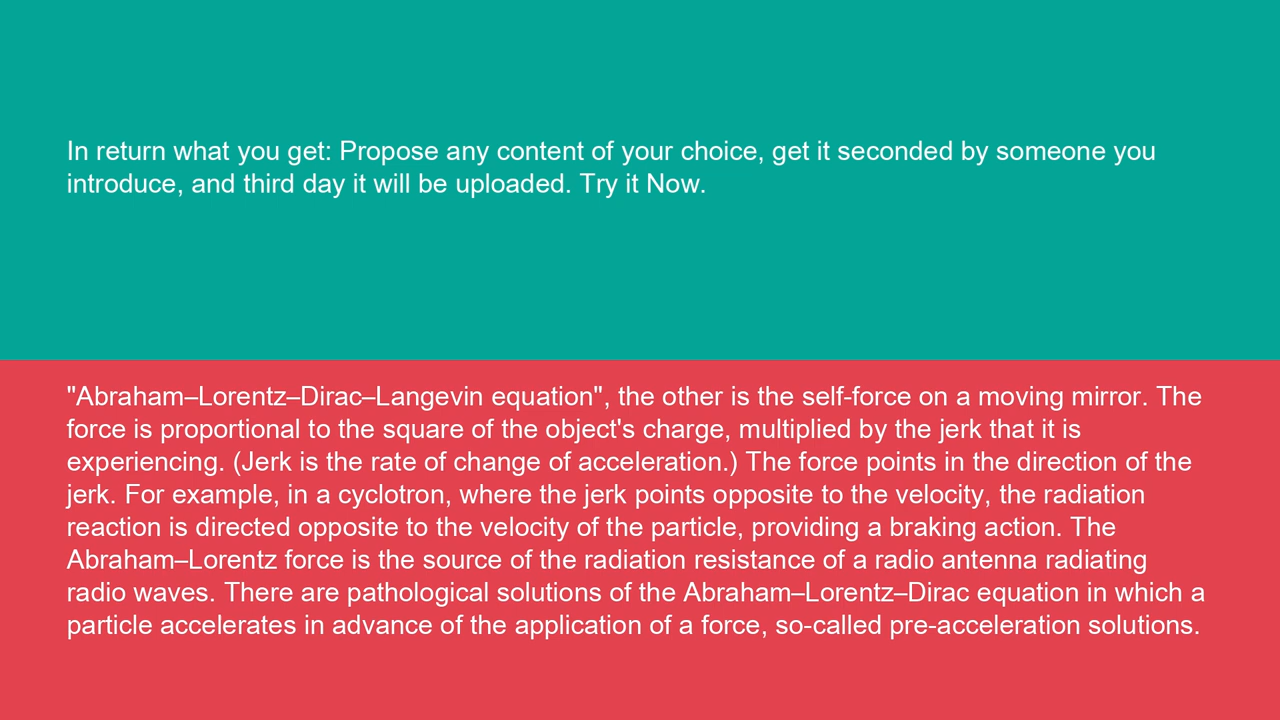 In return what you get: Propose any content of your choice, get it seconded by someone you
introduce, and third day it will be uploaded. Try it Now.
"Abraham–Lorentz–Dirac–Langevin equation", the other is the self-force on a moving mirror. The
force is proportional to the square of the object's charge, multiplied by the jerk that it is
experiencing. (Jerk is the rate of change of acceleration.) The force points in the direction of the
jerk. For example, in a cyclotron, where the jerk points opposite to the velocity, the radiation
reaction is directed opposite to the velocity of the particle, providing a braking action. The
Abraham–Lorentz force is the source of the radiation resistance of a radio antenna radiating
radio waves. There are pathological solutions of the Abraham–Lorentz–Dirac equation in which a
particle accelerates in advance of the application of a force, so-called pre-acceleration solutions.